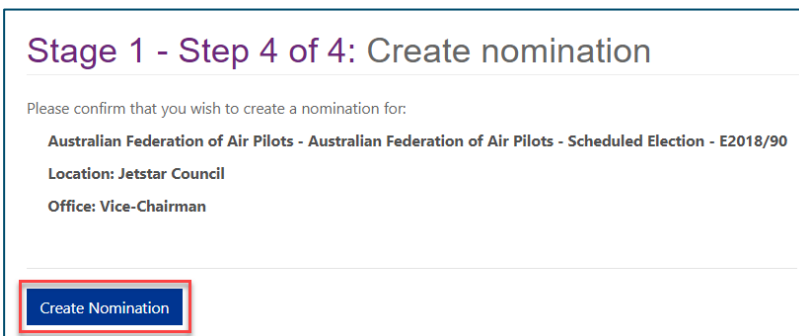 Stage 1 - Step 4 of 4: Create nomination
Please confirm that you wish to create a nomination for:
Australian Federation of Air Pilots - Australian Federation of Air Pilots - Scheduled Election - E2018/90
Location: Jetstar Council
Office: Vice-Chairman
Create Nomination